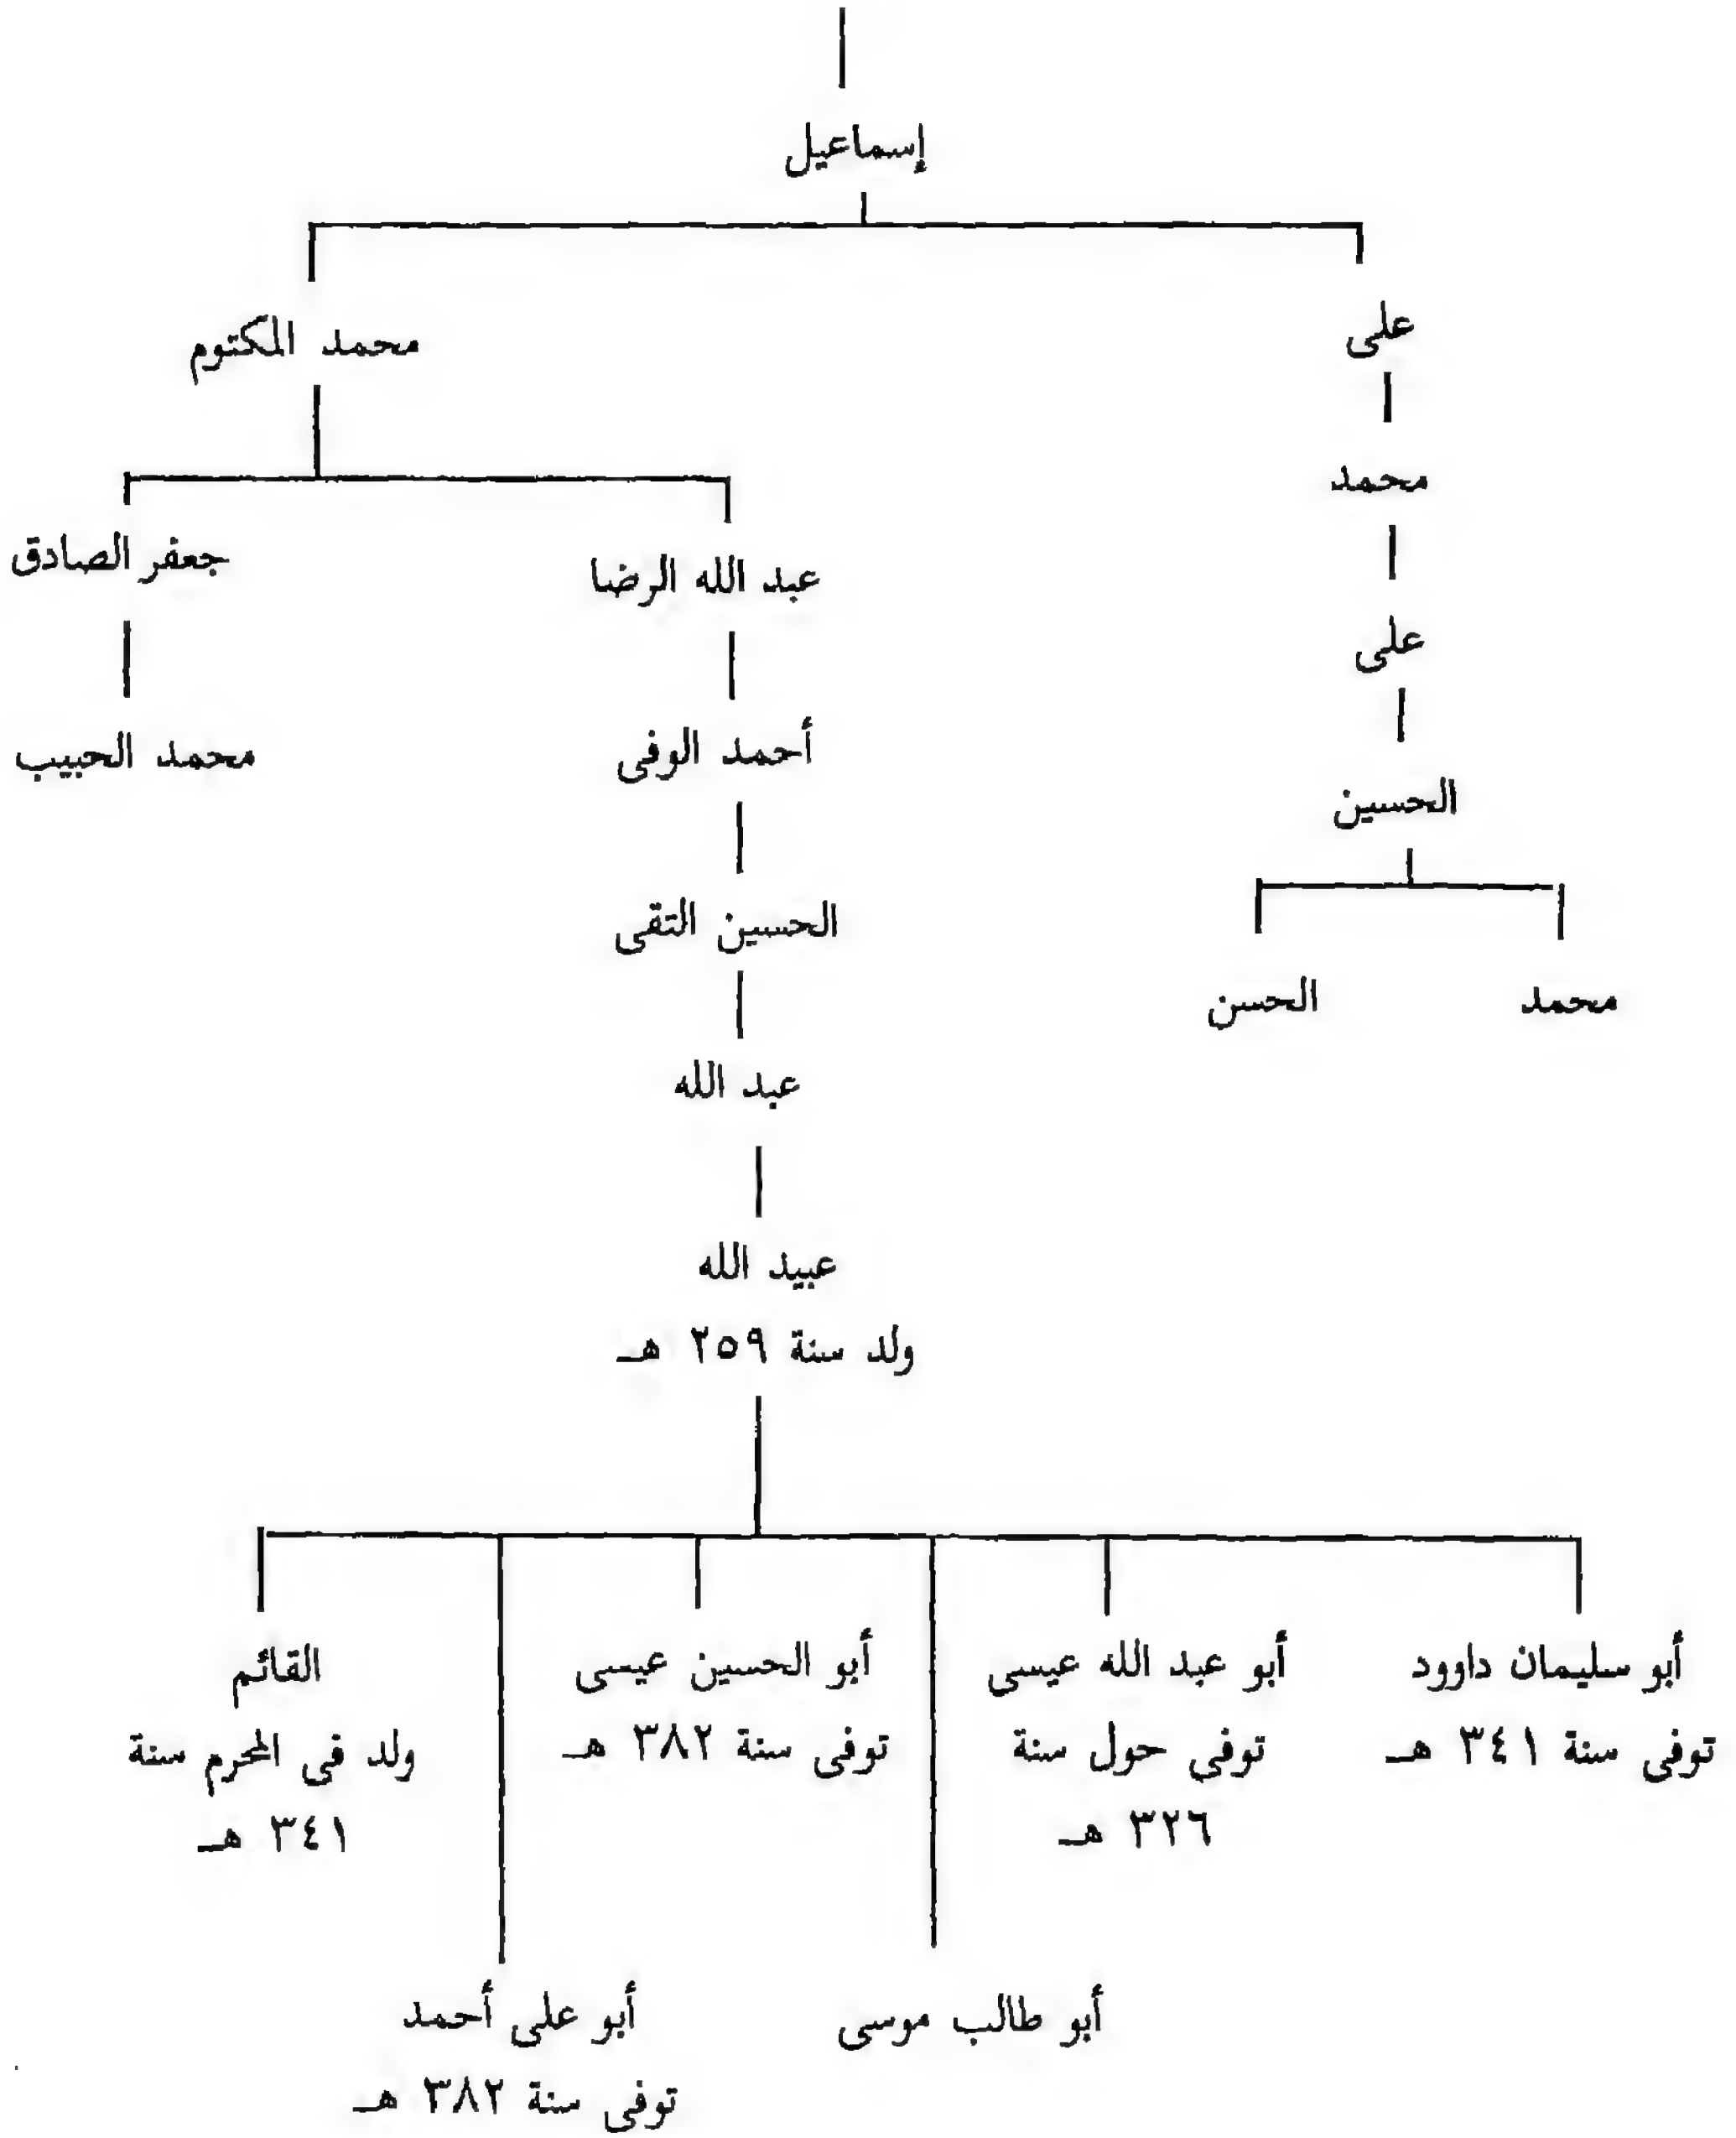 إسماعيل
على
محمد المكتوم
محمد
جعفر الصادق
عبد الله الرضا
على
أحمد الوفى
محمد الحبيب
الحسين
الحسين التقى
محمد
الحسن
عبد الله
عبيد الله
ولد سنة ٢٥٩ هـ
أبو سليمان داوود
توفى سنة ٣٤١ هـ
أبو عبد الله عيسى
توفى حول سنة
٣٢٦ هـ
أبو الحسين عيسى
توفى سنة ٣٨٢ هـ
القائم
ولد فى المحرم سنة
٣٤١ هـ
أبو طالب موسى
أبو على أحمد
توفى سنة ٣٨٢ هـ